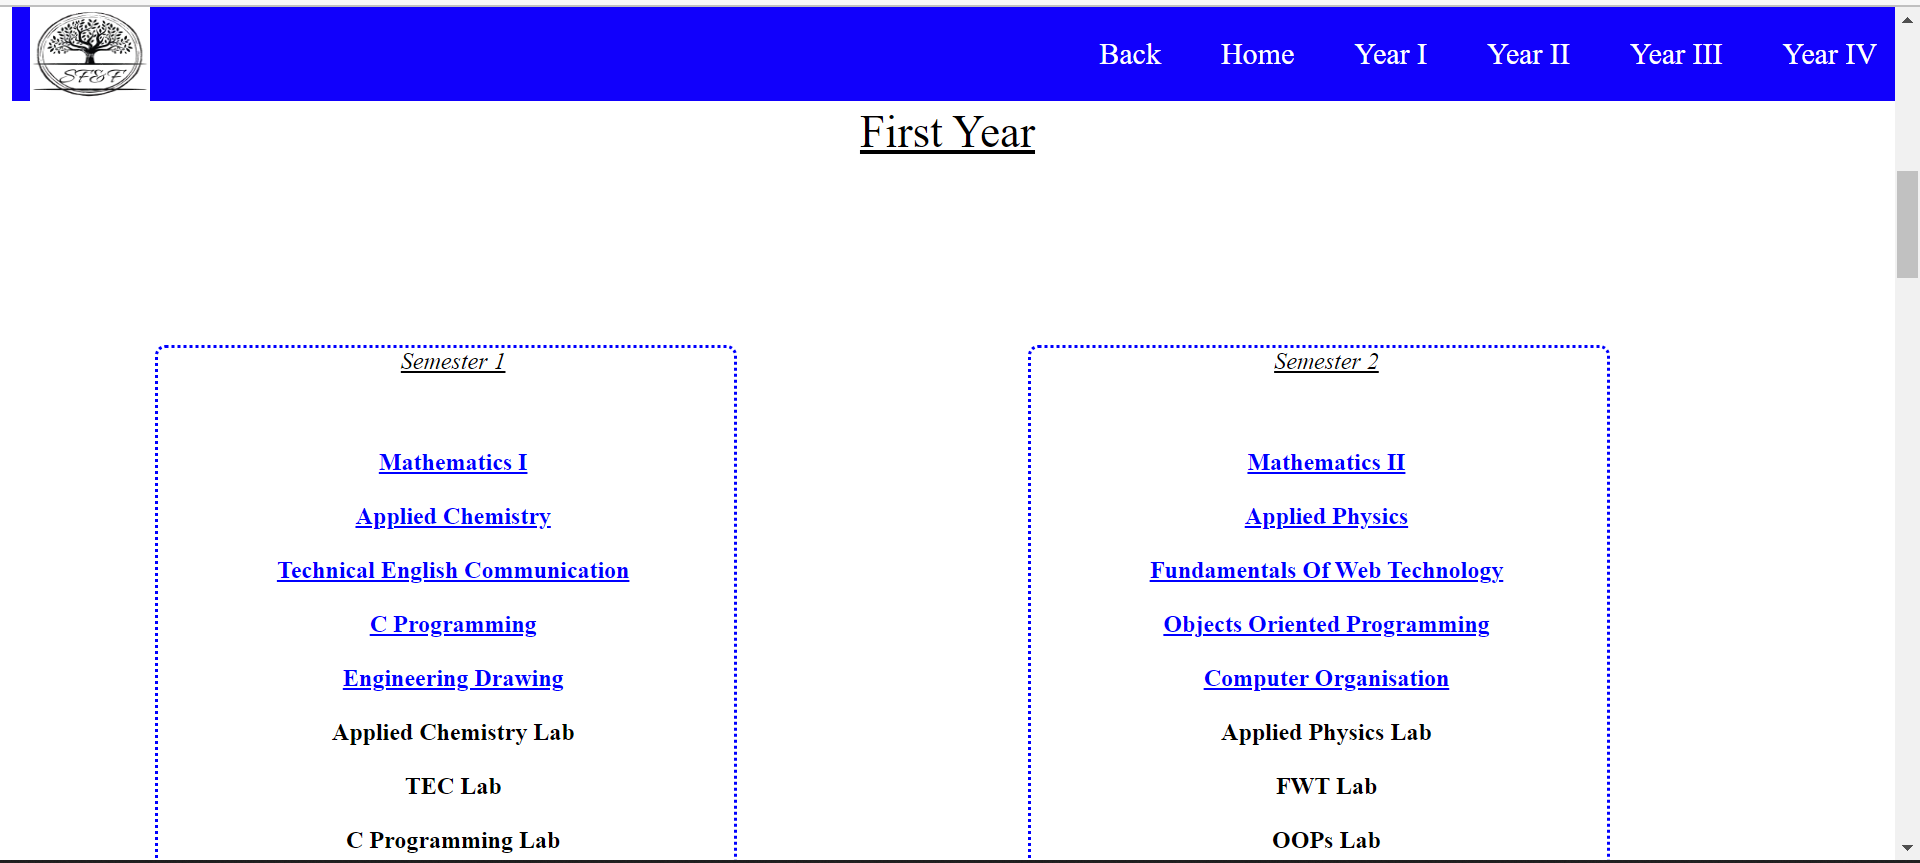 SF&F
Back Home Year I Year II Year III Year IV
First Year
Semester 1
Mathematics I
Applied Chemistry
Technical English Communication
C Programming
Engineering Drawing
Applied Chemistry Lab
TEC Lab
C Programming Lab
Semester 2
Mathematics II
Applied Physics
Fundamentals Of Web Technology
Objects Oriented Programming
Computer Organisation
Applied Physics Lab
FWT Lab
OOPs Lab